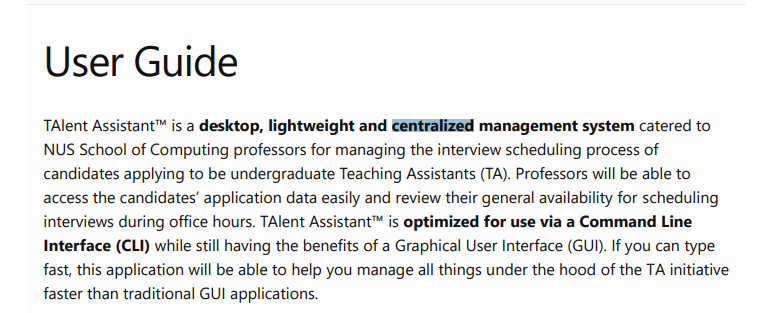 User Guide
TAlent Assistant™ is a desktop, lightweight and centralized management system catered to
NUS School of Computing professors for managing the interview scheduling process of
candidates applying to be undergraduate Teaching Assistants (TA). Professors will be able to
access the candidates’ application data easily and review their general availability for scheduling
interviews during office hours. TAlent Assistant™ is optimized for use via a Command Line
Interface (CLI) while still having the benefits of a Graphical User Interface (GUI). If you can type
fast, this application will be able to help you manage all things under the hood of the TA initiative
faster than traditional GUI applications.